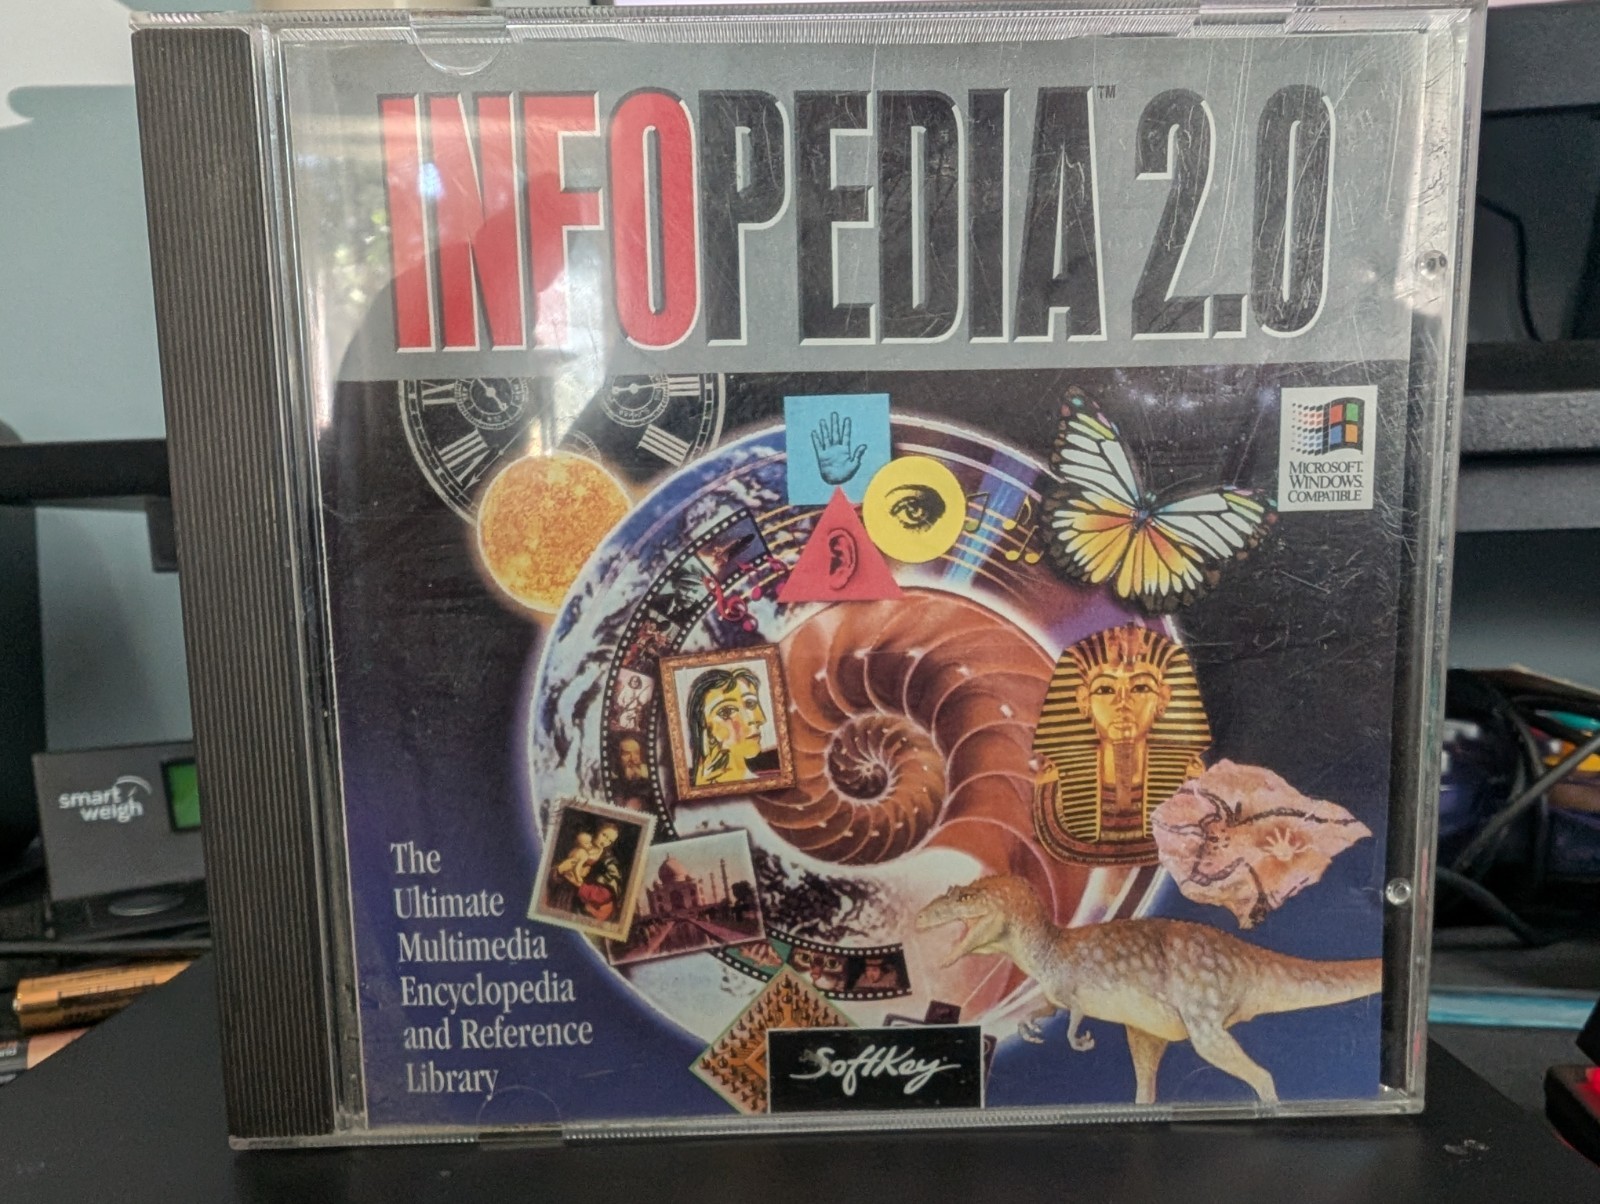 INFOPEDIA™ 2.0
MICROSOFT.
WINDOWS.
COMPATIBLE
smart
weigh
The
Ultimate
Multimedia
Encyclopedia
and Reference
Library
SoftKey